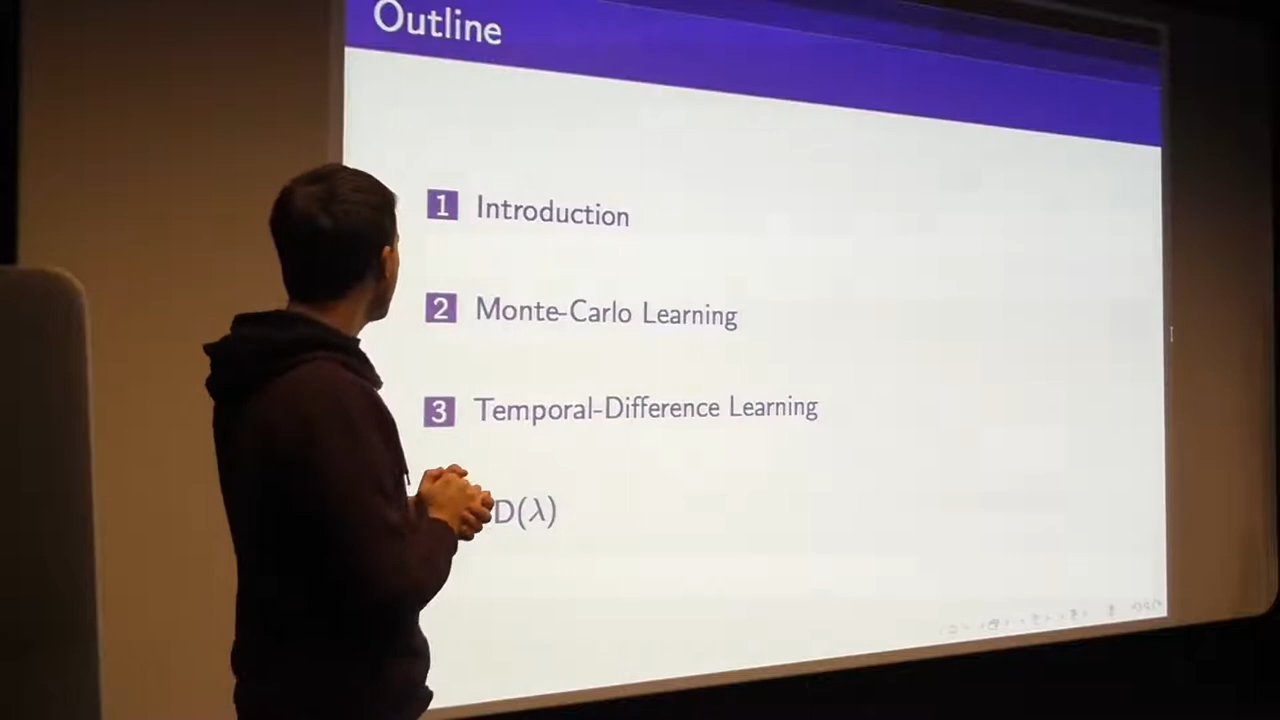 Outline
1 Introduction
2 Monte-Carlo Learning
3 Temporal-Difference Learning
D(λ)